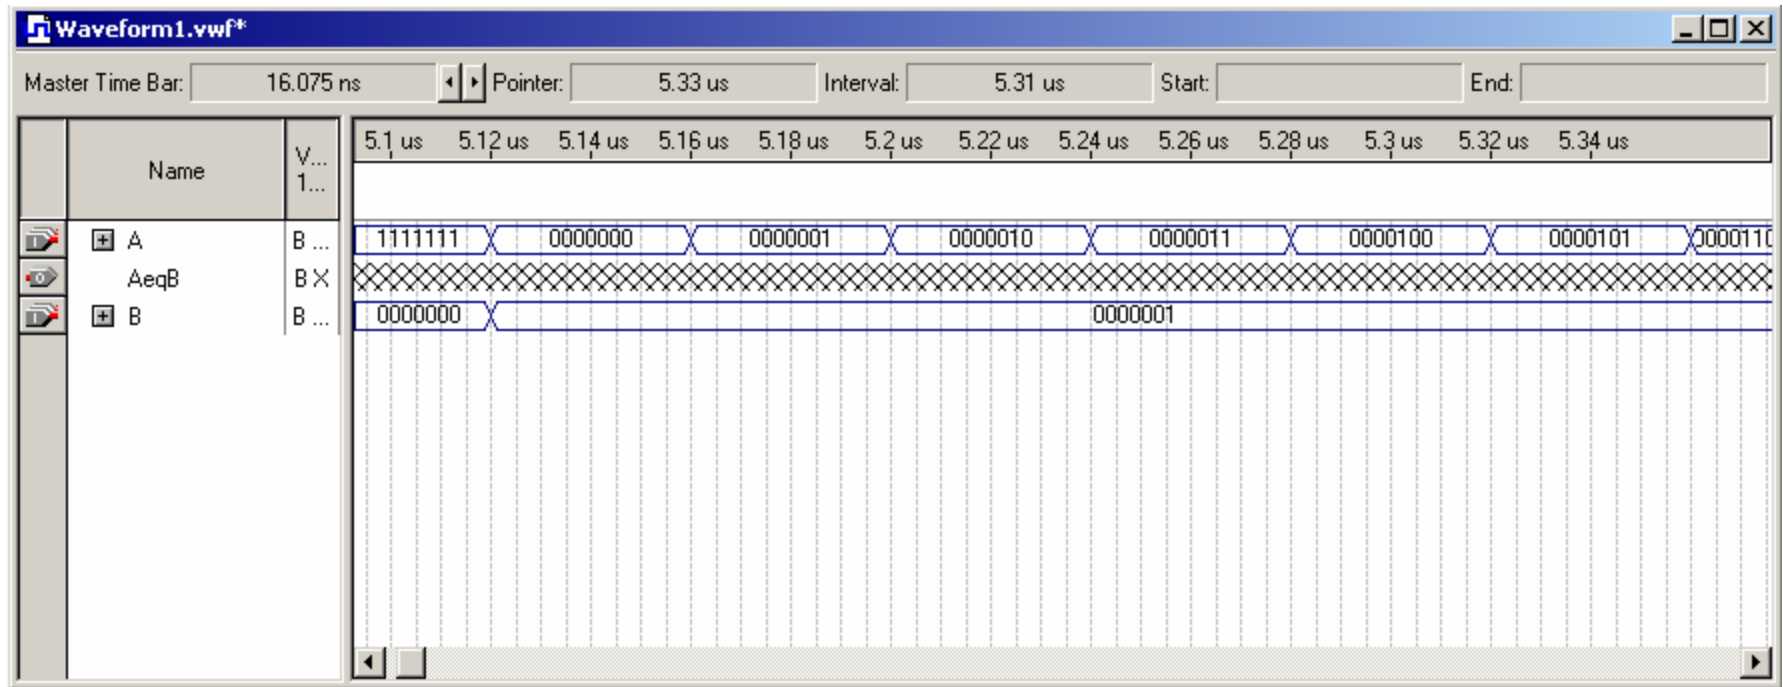 Waveform1.vwf*
Master Time Bar: 16.075 ns Pointer: 5.33 us Interval: 5.31 us Start: End:
5.1 us 5.12 us 5.14 us 5.16 us 5.18 us 5.2 us 5.22 us 5.24 us 5.26 us 5.28 us 5.3 us 5.32 us 5.34 us
Name V...
1...
A B ... 1111111 0000000 0000001 0000010 0000011 0000100 0000101 0000110
AeqB B X
B B ... 0000000 0000001